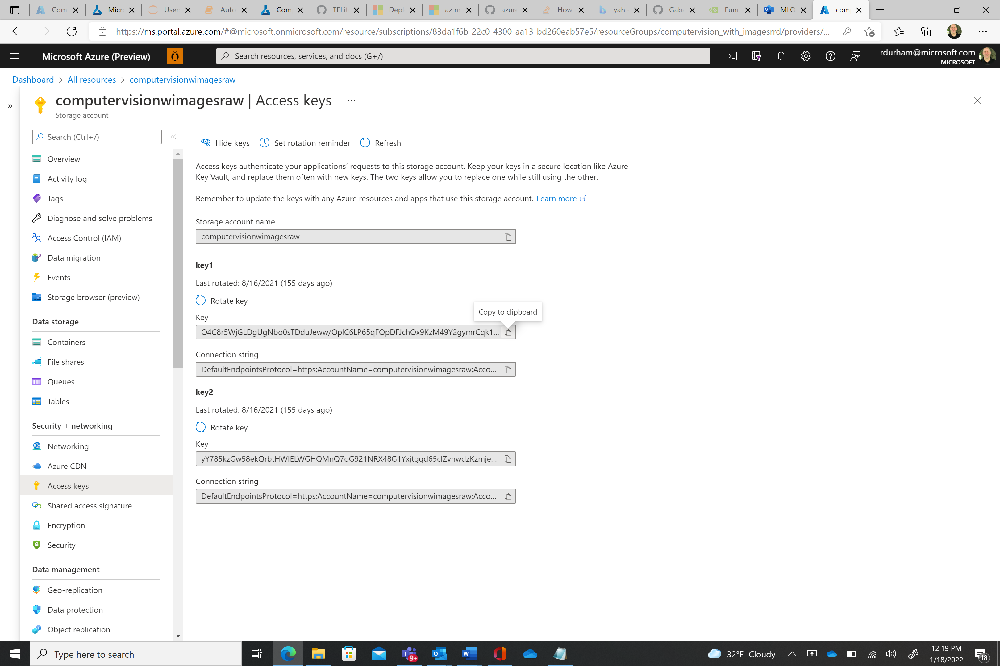 Com
Micr
User
Auto
Com
TFLit
Depl
az m
azur
How
yah
Gaba
Func
MLO
com
https://ms.portal.azure.com/#@microsoft.onmicrosoft.com/resource/subscriptions/83da1f6b-22c0-4300-aa13-bd260eab57e5/resourceGroups/computervision_with_imagesrrd/providers/...
Microsoft Azure (Preview)
Search resources, services, and docs (G+/)
rdurham@microsoft.com
MICROSOFT
Dashboard > All resources > computervisionwimagesraw
computervisionwimagesraw | Access keys ...
Storage account
Search (Ctrl+/)
Overview
Activity log
Tags
Diagnose and solve problems
Access Control (IAM)
Data migration
Events
Storage browser (preview)
Data storage
Containers
File shares
Queues
Tables
Security + networking
Networking
Azure CDN
Access keys
Shared access signature
Encryption
Security
Data management
Geo-replication
Data protection
Object replication
Hide keys
Set rotation reminder
Refresh
Access keys authenticate your applications’ requests to this storage account. Keep your keys in a secure location like Azure
Key Vault, and replace them often with new keys. The two keys allow you to replace one while still using the other.
Remember to update the keys with any Azure resources and apps that use this storage account. Learn more
Storage account name
computervisionwimagesraw
key1
Last rotated: 8/16/2021 (155 days ago)
Rotate key
Copy to clipboard
Key
Q4C8r5WjGLDgUgNbo0sTDduJeww/QplC6LP65qFQpDFJchQx9KzM49Y2gymrCqk1...
Connection string
DefaultEndpointsProtocol=https;AccountName=computervisionwimagesraw;Acco...
key2
Last rotated: 8/16/2021 (155 days ago)
Rotate key
Key
yY785kzGw58ekQrbtHWIELWGHQMnQ7oG921NRX48G1Yxjtgqd65clZvhwdzKzmje...
Connection string
DefaultEndpointsProtocol=https;AccountName=computervisionwimagesraw;Acco...
Type here to search
9+
32°F Cloudy
12:19 PM
1/18/2022
18